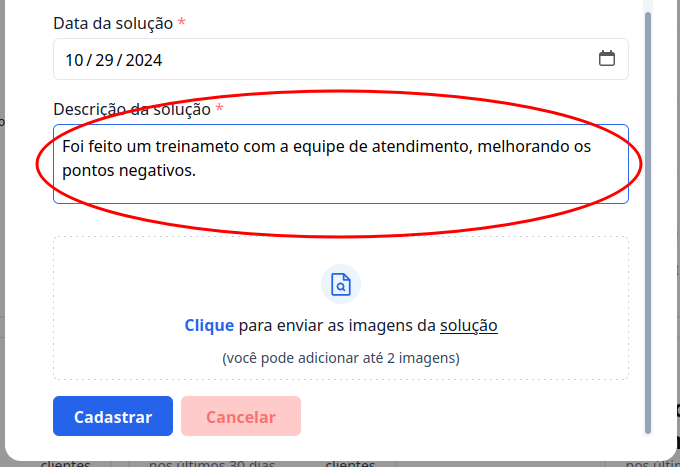 Data da solução *
10/29/2024
Descrição da solução *
Foi feito um treinameto com a equipe de atendimento, melhorando os
pontos negativos.
Clique para enviar as imagens da solução
(você pode adicionar até 2 imagens)
Cadastrar Cancelar
clientes nos últimos 30 dias clientes